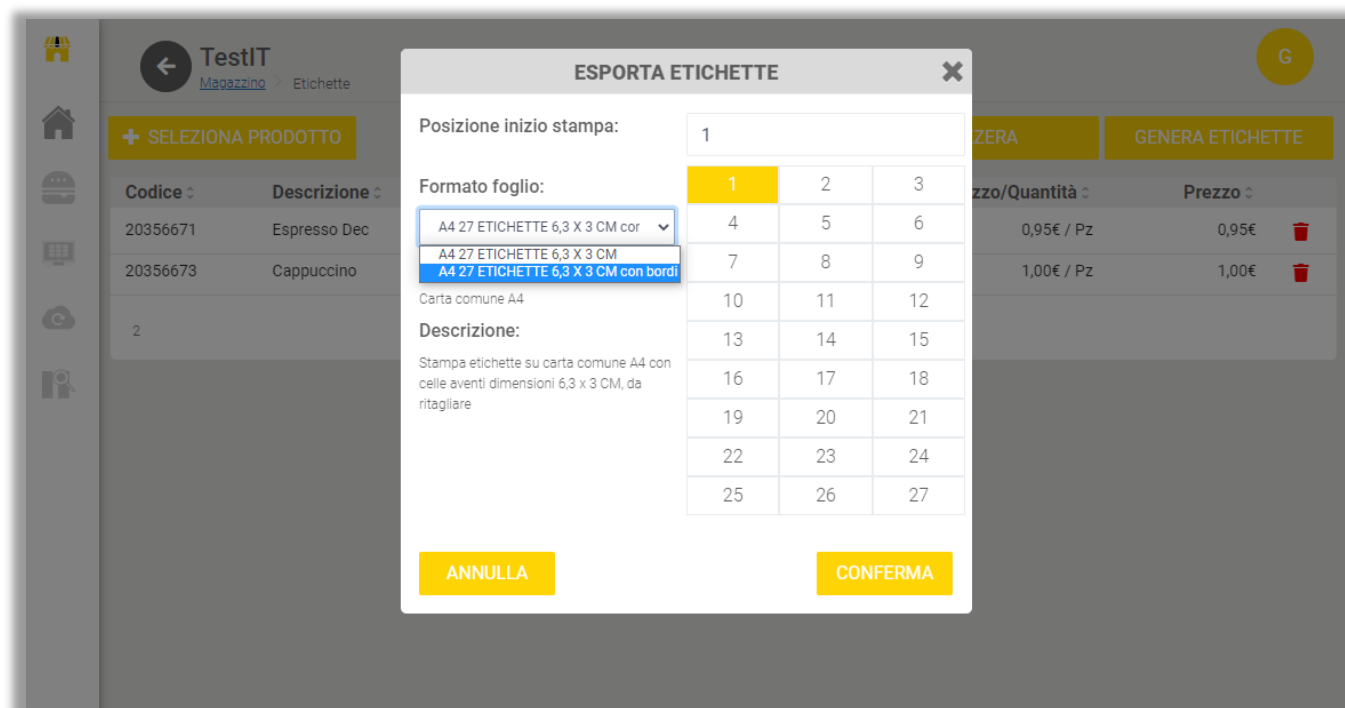 TestIT
Magazzino > Etichette
G
SELEZIONA PRODOTTO
ZERA
GENERA ETICHETTE
Codice
Descrizione
zzo/Quantità
Prezzo
20356671
Espresso Dec
0,95€ / Pz
0,95€
20356673
Cappuccino
1,00€ / Pz
1,00€
2
ESPORTA ETICHETTE
Posizione inizio stampa:
1
Formato foglio:
A4 27 ETICHETTE 6,3 X 3 CM cor
A4 27 ETICHETTE 6,3 X 3 CM
A4 27 ETICHETTE 6,3 X 3 CM con bordi
Carta comune A4
Descrizione:
Stampa etichette su carta comune A4 con
celle aventi dimensioni 6,3 x 3 CM, da
ritagliare
1 2 3
4 5 6
7 8 9
10 11 12
13 14 15
16 17 18
19 20 21
22 23 24
25 26 27
ANNULLA
CONFERMA